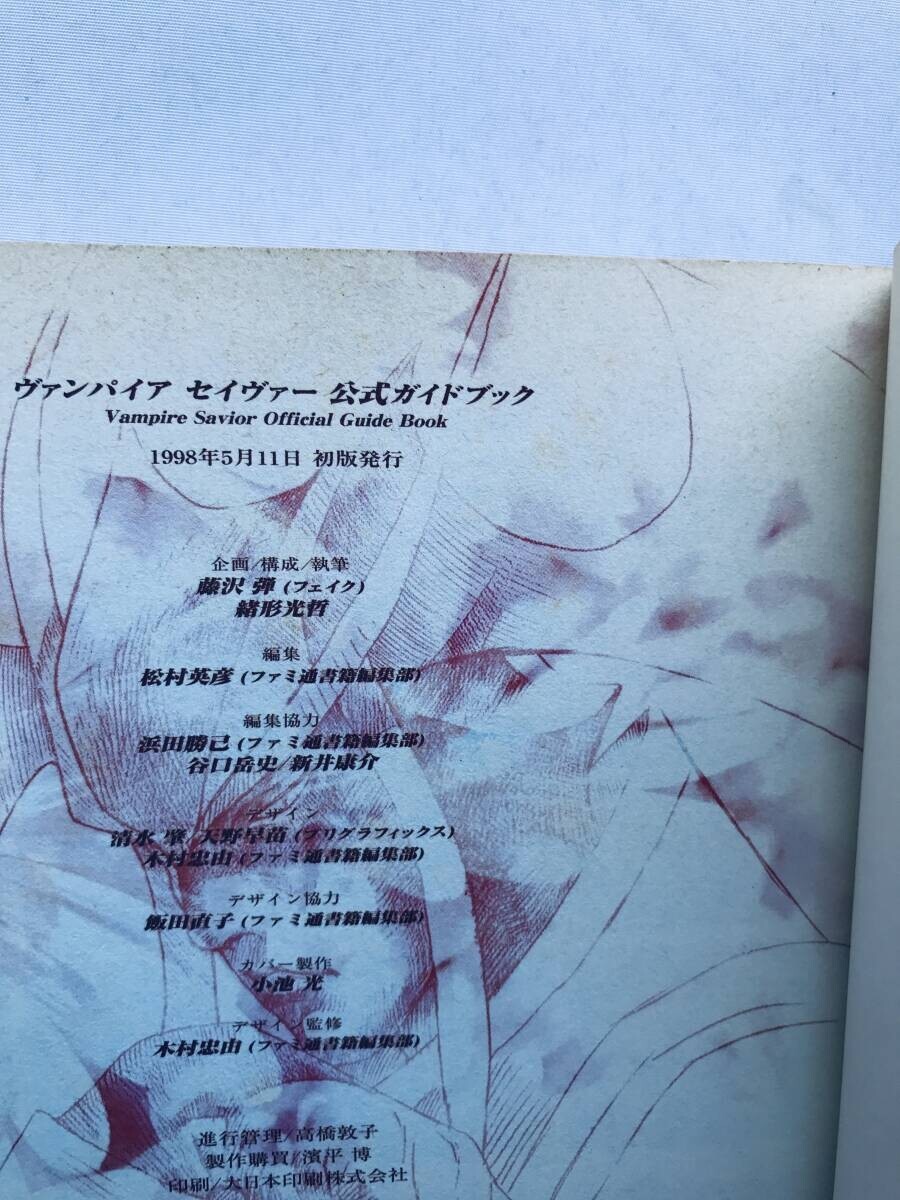 ヴァンパイア セイヴァー 公式ガイドブック
Vampire Savior Official Guide Book
1998年5月11日 初版発行
企画/構成/執筆
藤沢 弾 (フェイク)
緒形光哲
編集
松村英彦 (ファミ通書籍編集部)
編集協力
浜田勝己 (ファミ通書籍編集部)
谷口岳史/新井康介
デザイン
清水 肇/天野早苗 (プリグラフィックス)
木村忠由 (ファミ通書籍編集部)
デザイン協力
飯田直子 (ファミ通書籍編集部)
カバー製作
小池 光
デザイン監修
木村忠由 (ファミ通書籍編集部)
進行管理/高橋敦子
製作購買/濱平 博
印刷/大日本印刷株式会社